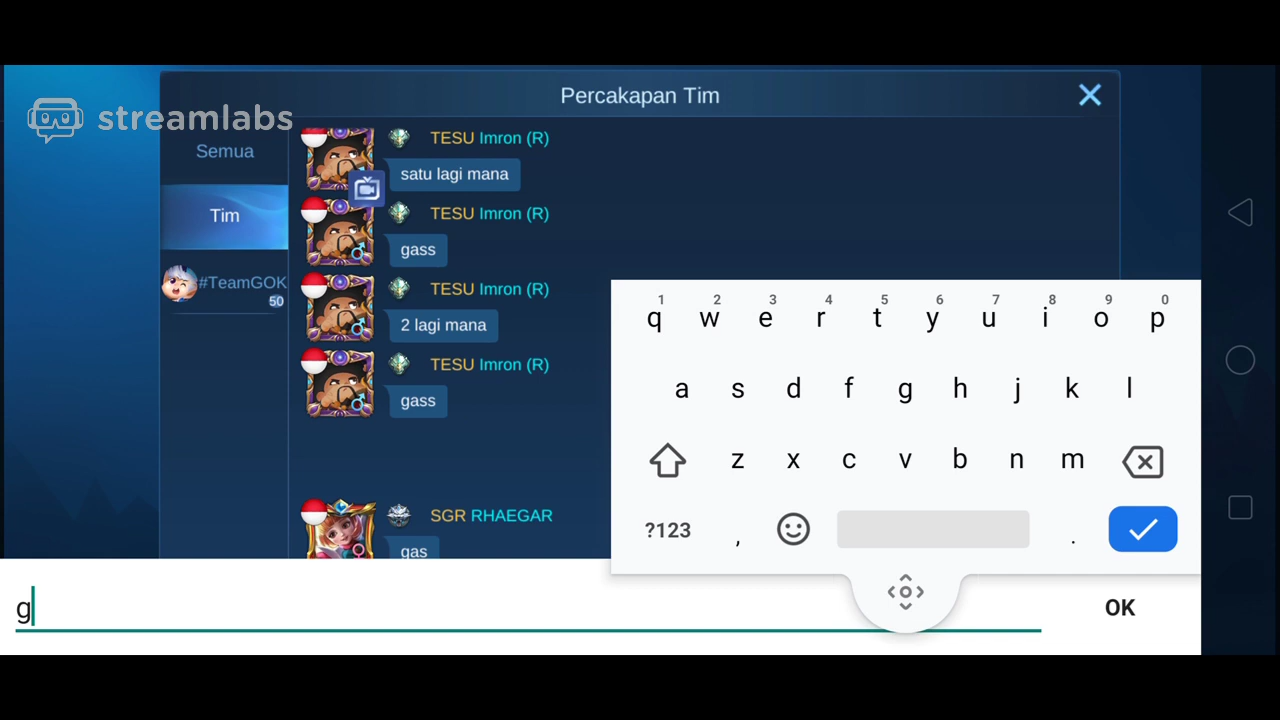 streamlabs
Percakapan Tim
Semua
Tim
#TeamGOK
50
TESU Imron (R)
satu lagi mana
TESU Imron (R)
gass
TESU Imron (R)
2 lagi mana
TESU Imron (R)
gass
SGR RHAEGAR
gas
1 2 3 4 5 6 7 8 9 0
q w e r t y u i o p
a s d f g h j k l
z x c v b n m
?123 , .
g
OK